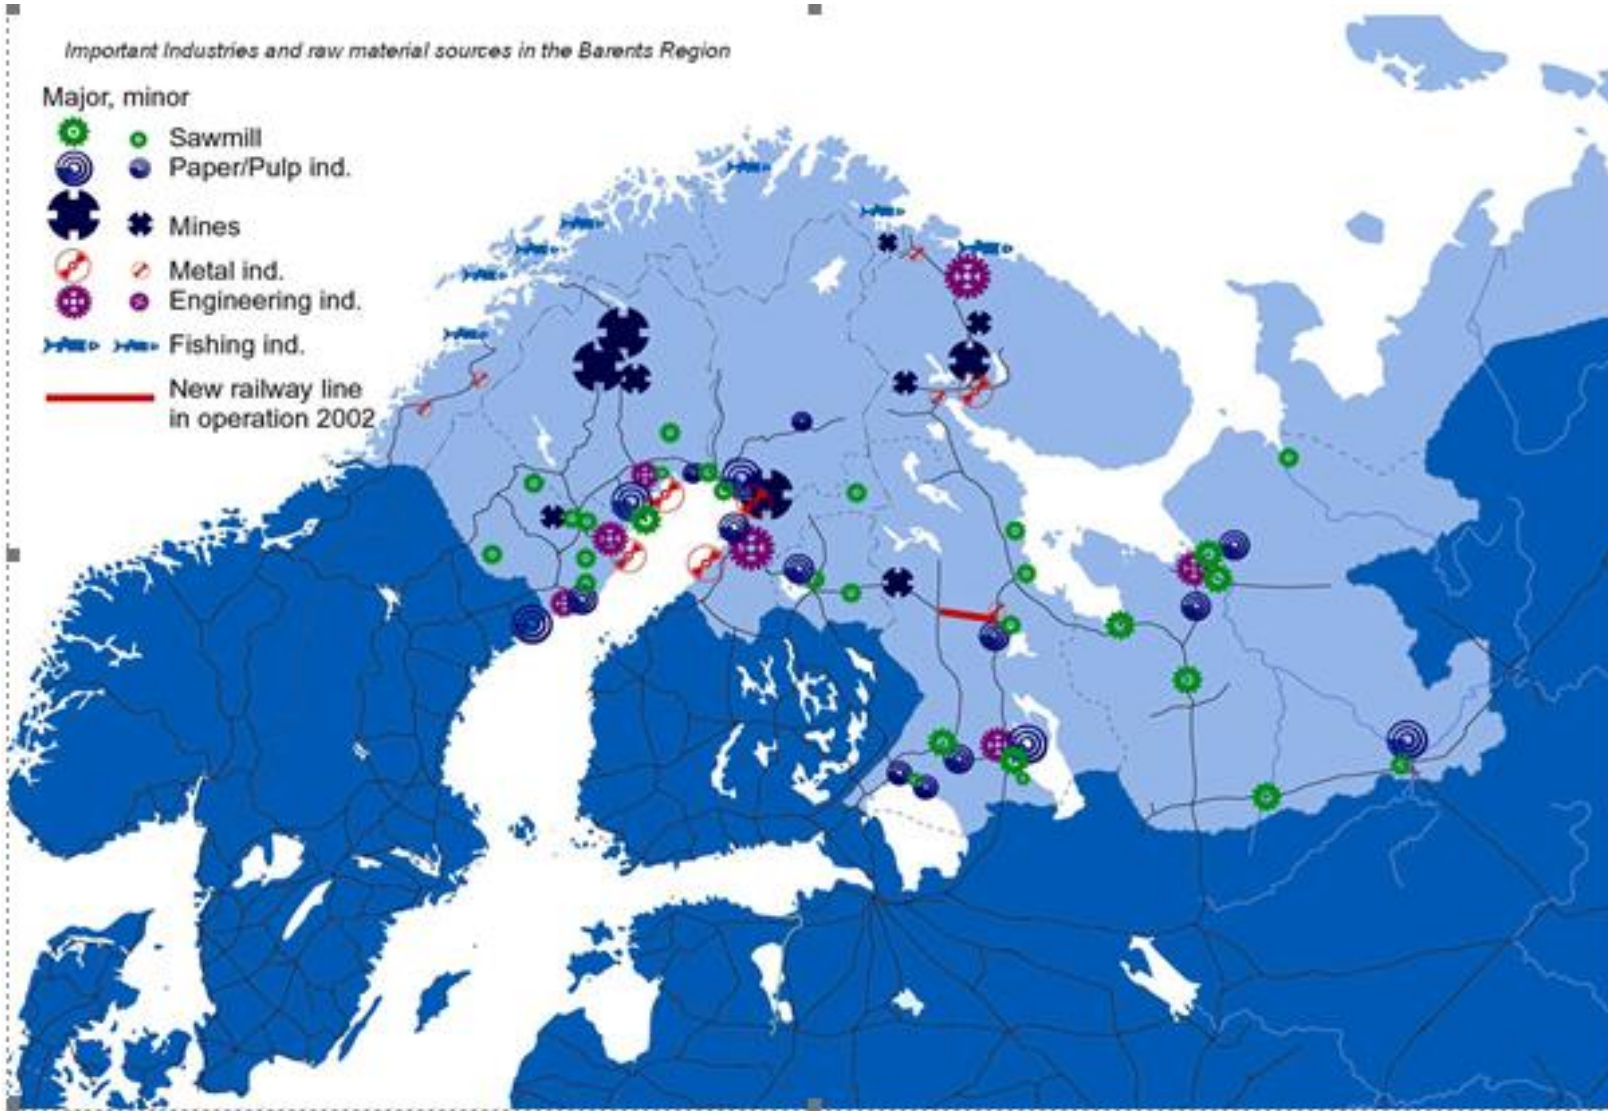 Important Industries and raw material sources in the Barents Region
Major, minor
Sawmill
Paper/Pulp ind.
Mines
Metal ind.
Engineering ind.
Fishing ind.
New railway line
in operation 2002